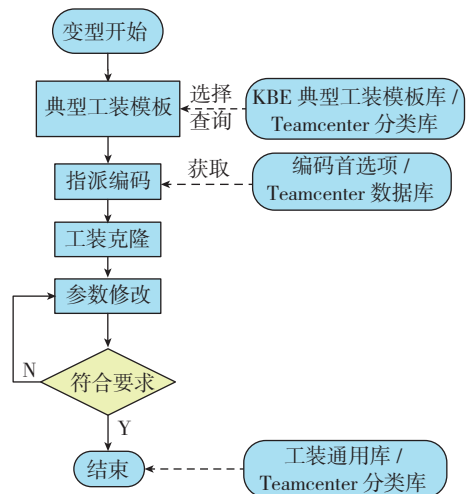 变型开始
典型工装模板
选择
查询
KBE 典型工装模板库 /
Teamcenter 分类库
指派编码
获取
编码首选项 /
Teamcenter 数据库
工装克隆
参数修改
N
符合要求
Y
结束
工装通用库 /
Teamcenter 分类库